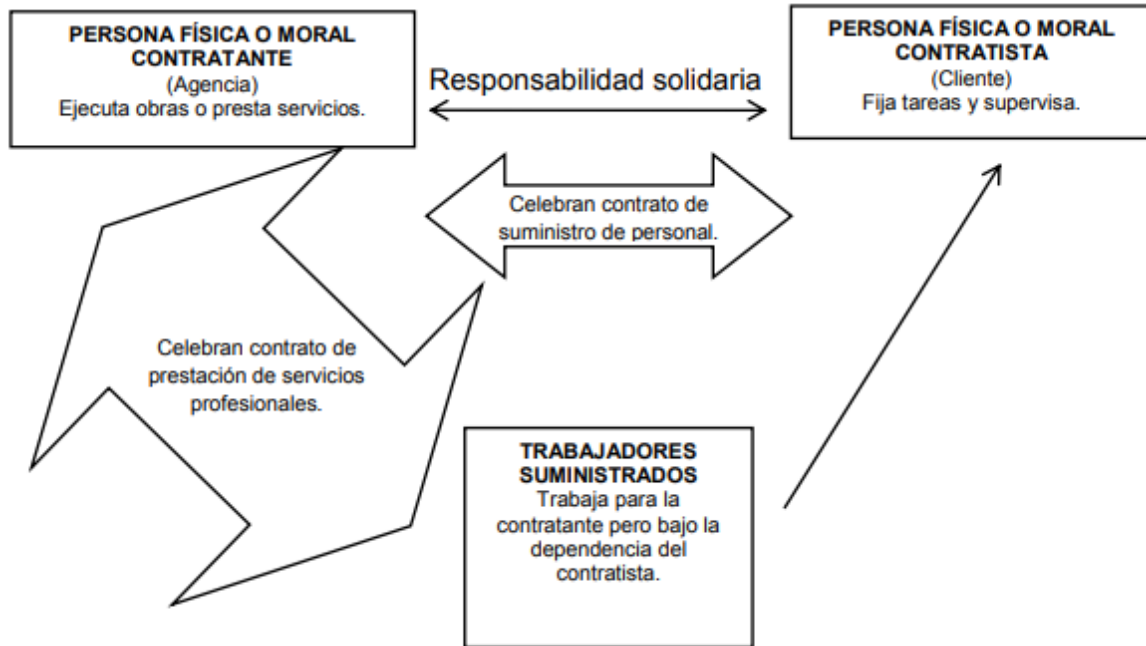 PERSONA FÍSICA O MORAL
CONTRATANTE
(Agencia)
Ejecuta obras o presta servicios.
Responsabilidad solidaria
PERSONA FÍSICA O MORAL
CONTRATISTA
(Cliente)
Fija tareas y supervisa.
Celebran contrato de
suministro de personal.
Celebran contrato de
prestación de servicios
profesionales.
TRABAJADORES
SUMINISTRADOS
Trabaja para la
contratante pero bajo la
dependencia del
contratista.